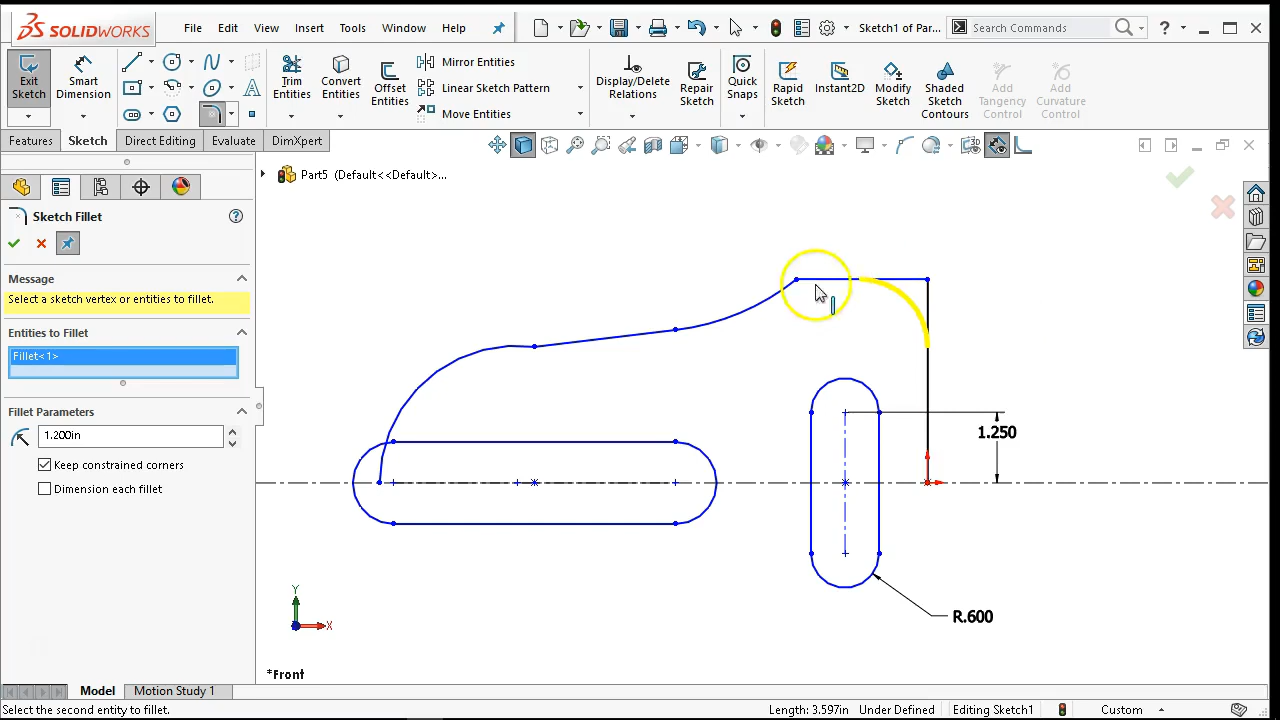 SOLIDWORKS File Edit View Insert Tools Window Help Sketch1 of Par... Search Commands ?
Exit Sketch Smart Dimension Trim Entities Convert Entities Offset Entities Mirror Entities Linear Sketch Pattern Move Entities Display/Delete Relations Repair Sketch Quick Snaps Rapid Sketch Instant2D Modify Sketch Shaded Sketch Contours Add Tangency Control Add Curvature Control
Features Sketch Direct Editing Evaluate DimXpert
Part5 (Default<<Default>...
Sketch Fillet ?
Message
Select a sketch vertex or entities to fillet.
Entities to Fillet
Fillet<1>
Fillet Parameters
1.200in
Keep constrained corners
Dimension each fillet
1.250
R.600
Y
X
*Front
Model Motion Study 1
Select the second entity to fillet. Length: 3.597in Under Defined Editing Sketch1 Custom